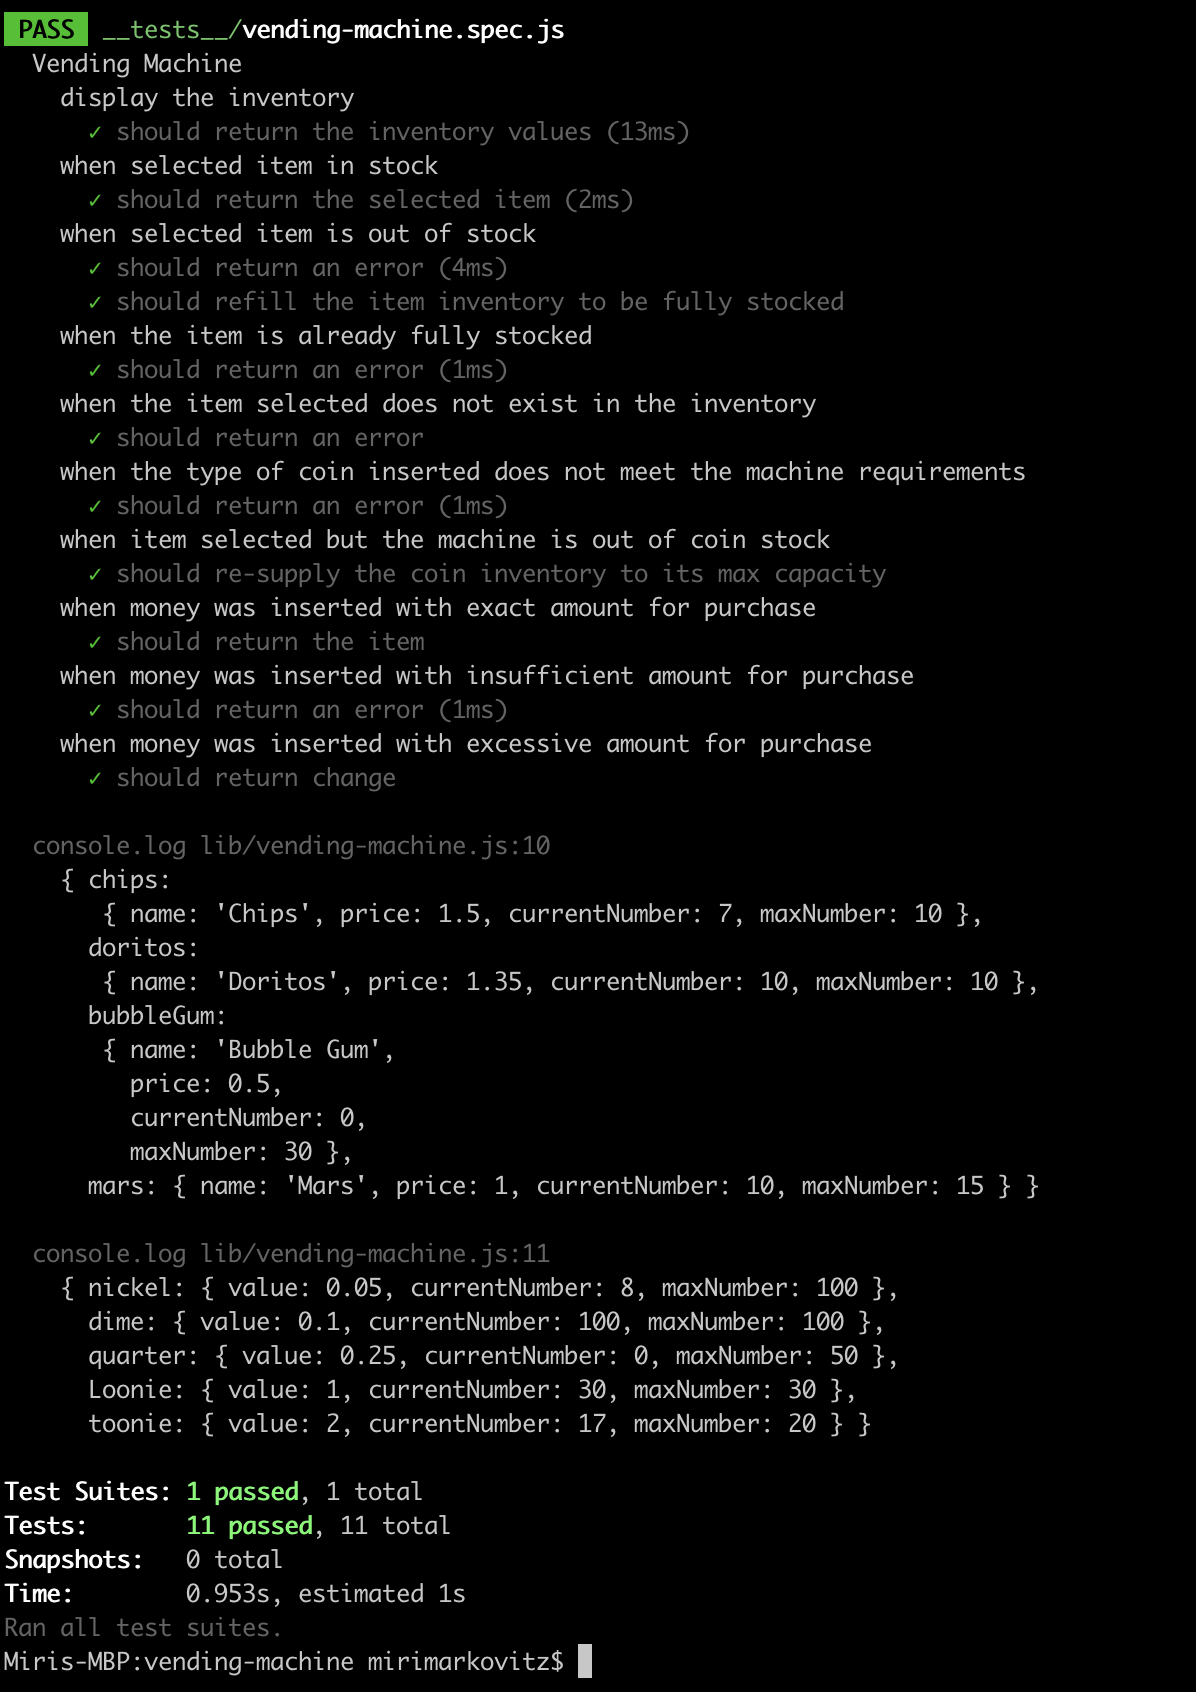 PASS __tests__/vending-machine.spec.js
Vending Machine
display the inventory
✓ should return the inventory values (13ms)
when selected item in stock
✓ should return the selected item (2ms)
when selected item is out of stock
✓ should return an error (4ms)
✓ should refill the item inventory to be fully stocked
when the item is already fully stocked
✓ should return an error (1ms)
when the item selected does not exist in the inventory
✓ should return an error
when the type of coin inserted does not meet the machine requirements
✓ should return an error (1ms)
when item selected but the machine is out of coin stock
✓ should re-supply the coin inventory to its max capacity
when money was inserted with exact amount for purchase
✓ should return the item
when money was inserted with insufficient amount for purchase
✓ should return an error (1ms)
when money was inserted with excessive amount for purchase
✓ should return change
console.log lib/vending-machine.js:10
{ chips:
{ name: 'Chips', price: 1.5, currentNumber: 7, maxNumber: 10 },
doritos:
{ name: 'Doritos', price: 1.35, currentNumber: 10, maxNumber: 10 },
bubbleGum:
{ name: 'Bubble Gum',
price: 0.5,
currentNumber: 0,
maxNumber: 30 },
mars: { name: 'Mars', price: 1, currentNumber: 10, maxNumber: 15 } }
console.log lib/vending-machine.js:11
{ nickel: { value: 0.05, currentNumber: 8, maxNumber: 100 },
dime: { value: 0.1, currentNumber: 100, maxNumber: 100 },
quarter: { value: 0.25, currentNumber: 0, maxNumber: 50 },
Loonie: { value: 1, currentNumber: 30, maxNumber: 30 },
toonie: { value: 2, currentNumber: 17, maxNumber: 20 } }
Test Suites: 1 passed, 1 total
Tests: 11 passed, 11 total
Snapshots: 0 total
Time: 0.953s, estimated 1s
Ran all test suites.
Miris-MBP:vending-machine mirimarkovitz$